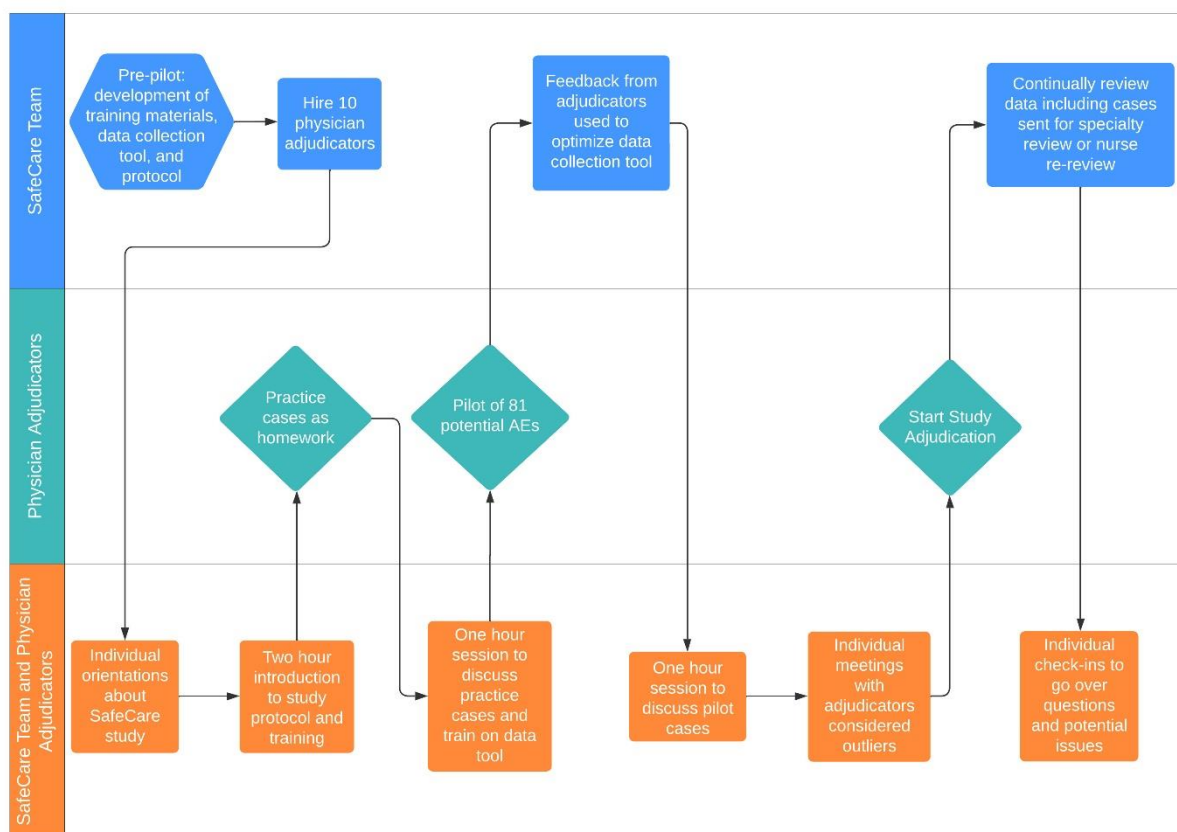 SafeCare Team
Pre-pilot:
development of
training materials,
data collection
tool, and
protocol
Hire 10
physician
adjudicators
Feedback from
adjudicators
used to
optimize data
collection tool
Continually review
data including cases
sent for specialty
review or nurse
re-review
Physician Adjudicators
Practice
cases as
homework
Pilot of 81
potential AEs
Start Study
Adjudication
SafeCare Team and Physician
Adjudicators
Individual
orientations
about
SafeCare
study
Two hour
introduction
to study
protocol and
training
One hour
session to
discuss
practice
cases and
train on data
tool
One hour
session to
discuss pilot
cases
Individual
meetings
with
adjudicators
considered
outliers
Individual
check-ins to
go over
questions
and potential
issues